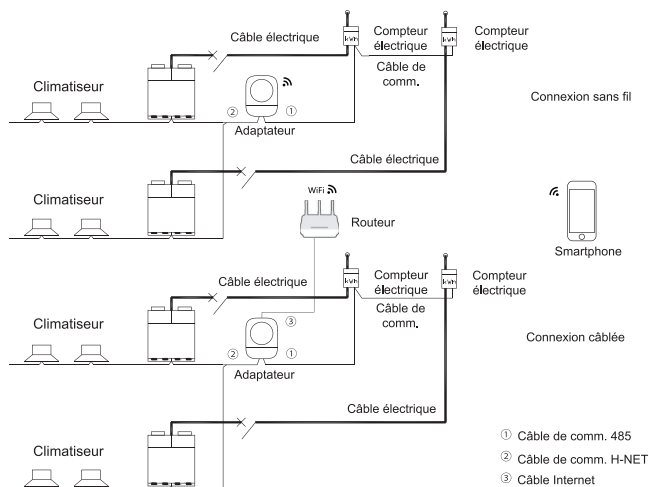 Câble électrique
Compteur
électrique
Compteur
électrique
kWh
kWh
Climatiseur
Câble de
comm.
②
①
Connexion sans fil
Adaptateur
Câble électrique
Climatiseur
WiFi
Routeur
Smartphone
Câble électrique
Compteur
électrique
Compteur
électrique
kWh
kWh
Climatiseur
③
Câble de
comm.
②
①
Connexion câblée
Adaptateur
Câble électrique
Climatiseur
① Câble de comm. 485
② Câble de comm. H-NET
③ Câble Internet